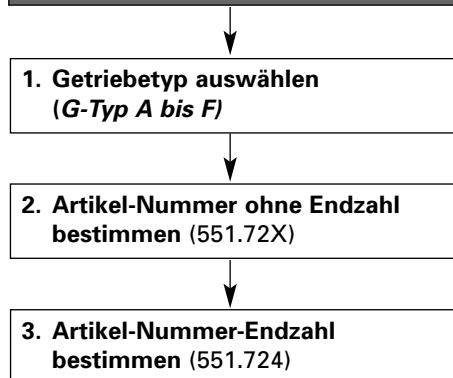 1. Getriebetyp auswählen
(G-Typ A bis F)
2. Artikel-Nummer ohne Endzahl
bestimmen (551.72X)
3. Artikel-Nummer-Endzahl
bestimmen (551.724)